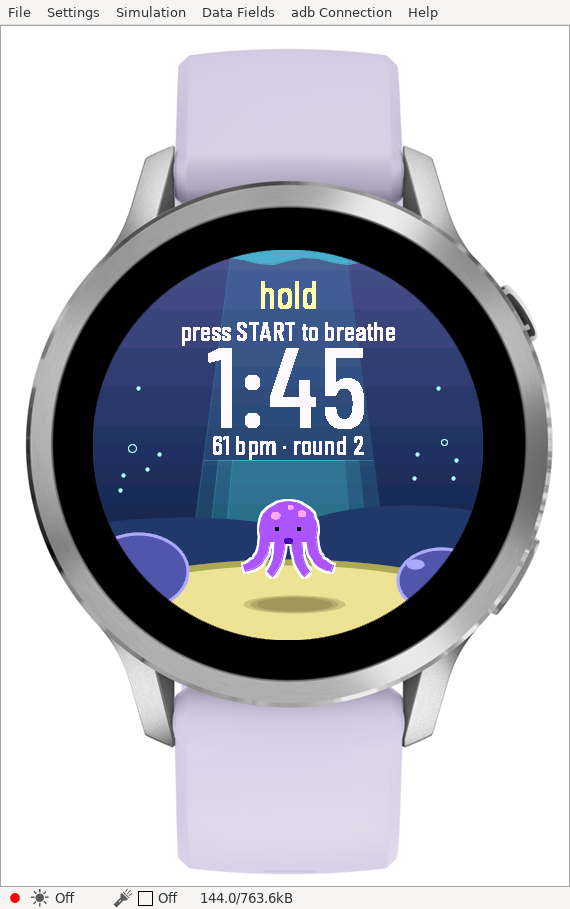 File Settings Simulation Data Fields adb Connection Help
hold
press START to breathe
1:45
61 bpm · round 2
Off Off 144.0/763.6kB